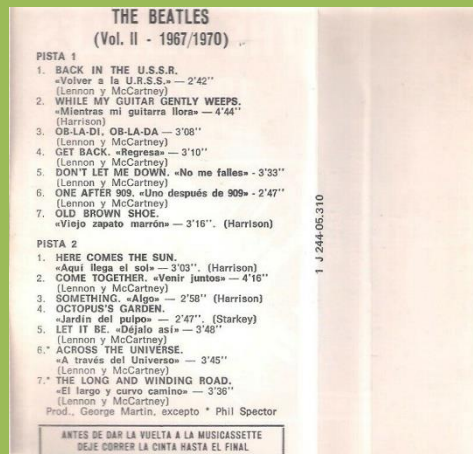 THE BEATLES
(Vol. II - 1967/1970)
PISTA 1
1. BACK IN THE U.S.S.R.
«Volver a la U.R.S.S.» — 2'42''
(Lennon y McCartney)
2. WHILE MY GUITAR GENTLY WEEPS.
«Mientras mi guitarra llora» — 4'44''
(Harrison)
3. OB-LA-DI, OB-LA-DA — 3'08''
(Lennon y McCartney)
4. GET BACK. «Regresa» — 3'10''
(Lennon y McCartney)
5. DON'T LET ME DOWN. «No me falles» - 3'33''
(Lennon y McCartney)
6. ONE AFTER 909. «Uno después de 909» - 2'47''
(Lennon y McCartney)
7. OLD BROWN SHOE.
«Viejo zapato marrón» — 3'16''. (Harrison)
PISTA 2
1. HERE COMES THE SUN.
«Aquí llega el sol» — 3'03''. (Harrison)
2. COME TOGETHER. «Venir juntos» — 4'16''
(Lennon y McCartney)
3. SOMETHING. «Algo» — 2'58'' (Harrison)
4. OCTOPUS'S GARDEN.
«Jardín del pulpo» — 2'47''. (Starkey)
5. LET IT BE. «Déjalo así» — 3'48''
(Lennon y McCartney)
6.* ACROSS THE UNIVERSE.
«A través del Universo» — 3'45''
(Lennon y McCartney)
7.* THE LONG AND WINDING ROAD.
«El largo y curvo camino» — 3'36''
(Lennon y McCartney)
Prod., George Martin, excepto * Phil Spector
ANTES DE DAR LA VUELTA A LA MUSICASSETTE
DEJE CORRER LA CINTA HASTA EL FINAL
1 J 244-05.310